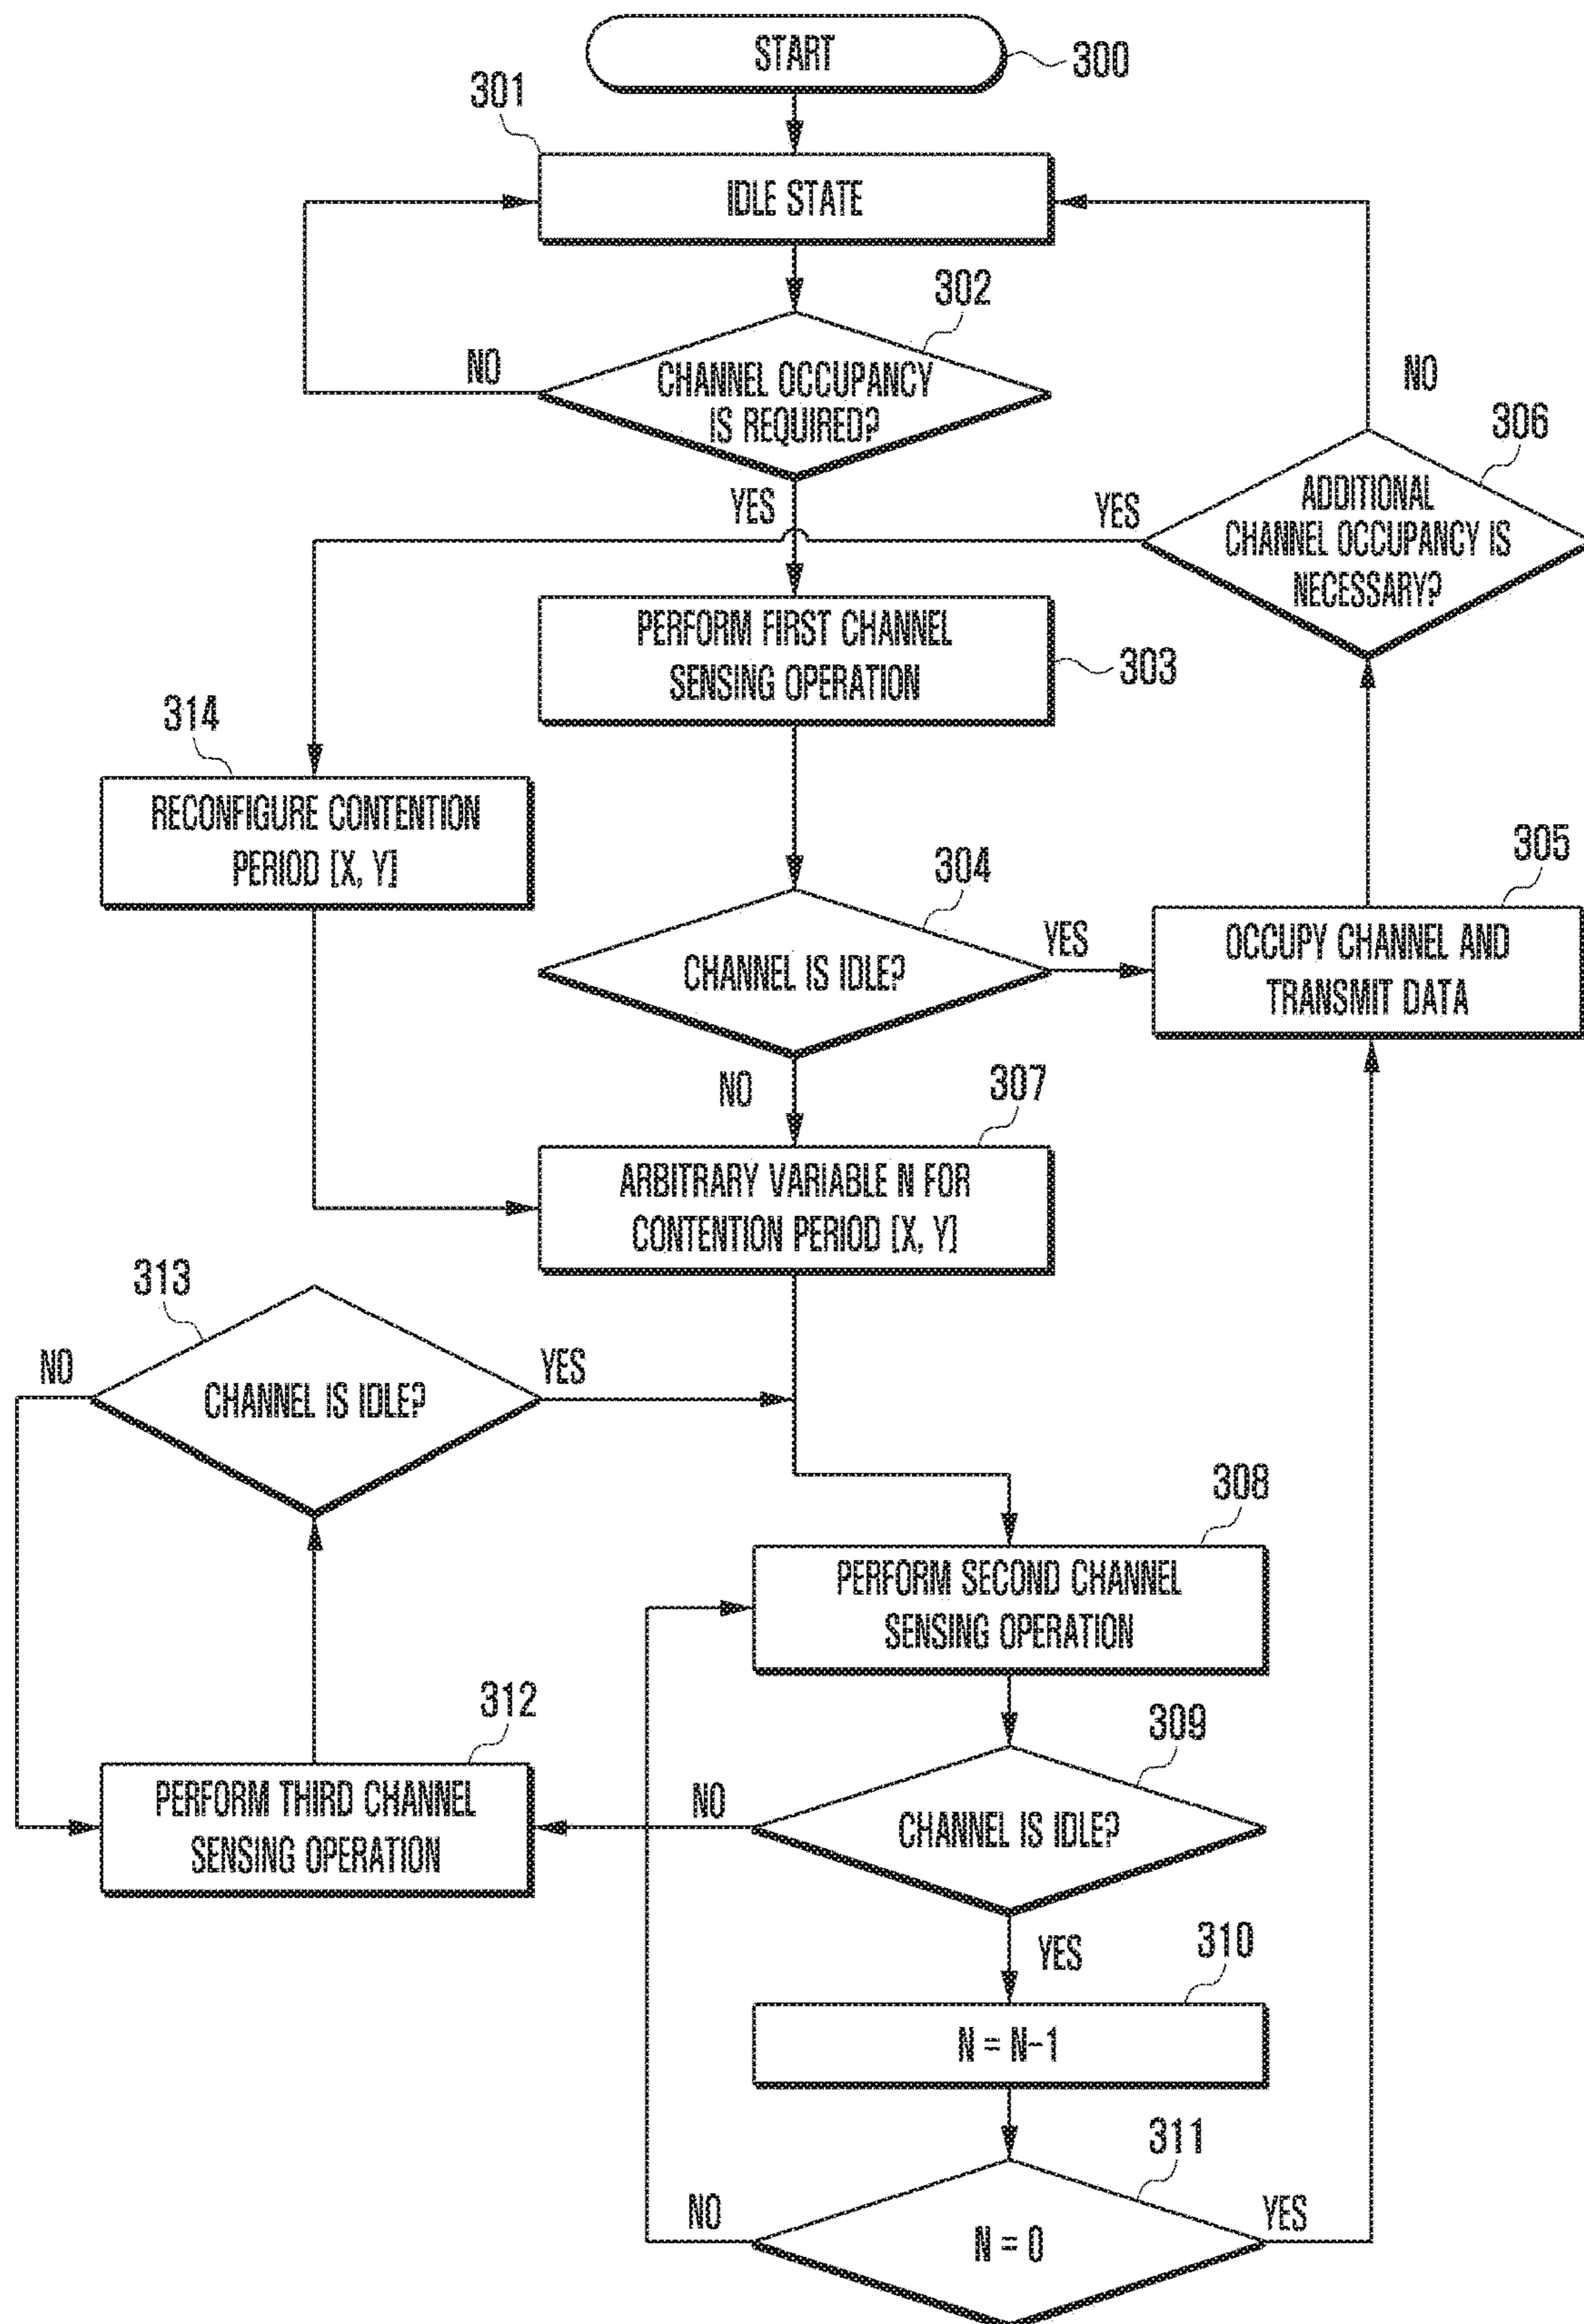 START
300
301
IDLE STATE
302
NO
CHANNEL OCCUPANCY
IS REQUIRED?
NO
306
YES
YES
ADDITIONAL
CHANNEL OCCUPANCY IS
NECESSARY?
PERFORM FIRST CHANNEL
SENSING OPERATION
303
314
RECONFIGURE CONTENTION
PERIOD [X, Y]
304
305
CHANNEL IS IDLE?
YES
OCCUPY CHANNEL AND
TRANSMIT DATA
NO
307
ARBITRARY VARIABLE N FOR
CONTENTION PERIOD [X, Y]
313
NO
CHANNEL IS IDLE?
YES
308
PERFORM SECOND CHANNEL
SENSING OPERATION
312
309
PERFORM THIRD CHANNEL
SENSING OPERATION
NO
CHANNEL IS IDLE?
YES
310
N = N-1
311
NO
N = 0
YES